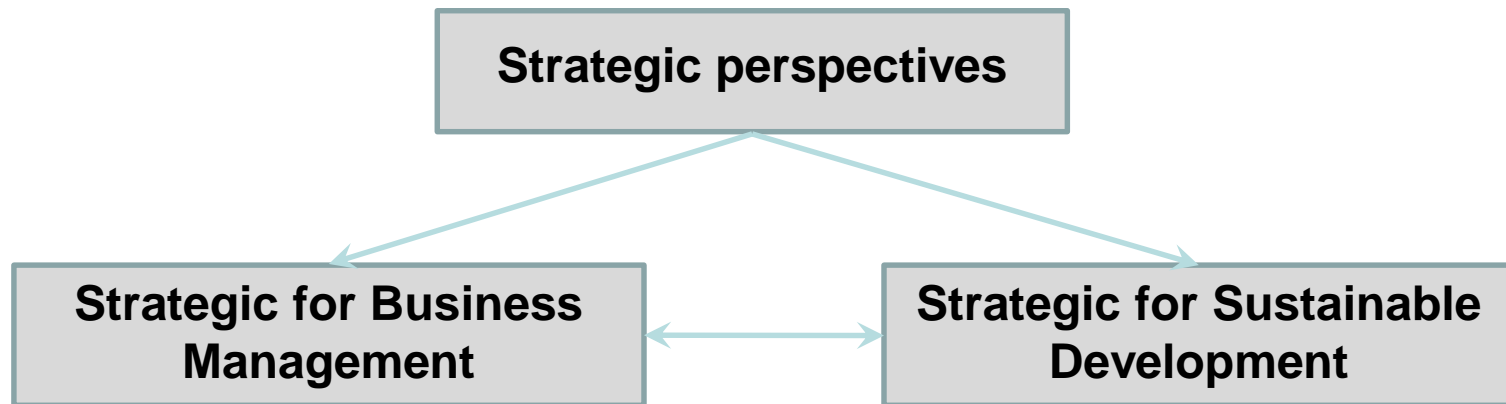 Strategic perspectives
Strategic for Business
Management
Strategic for Sustainable
Development